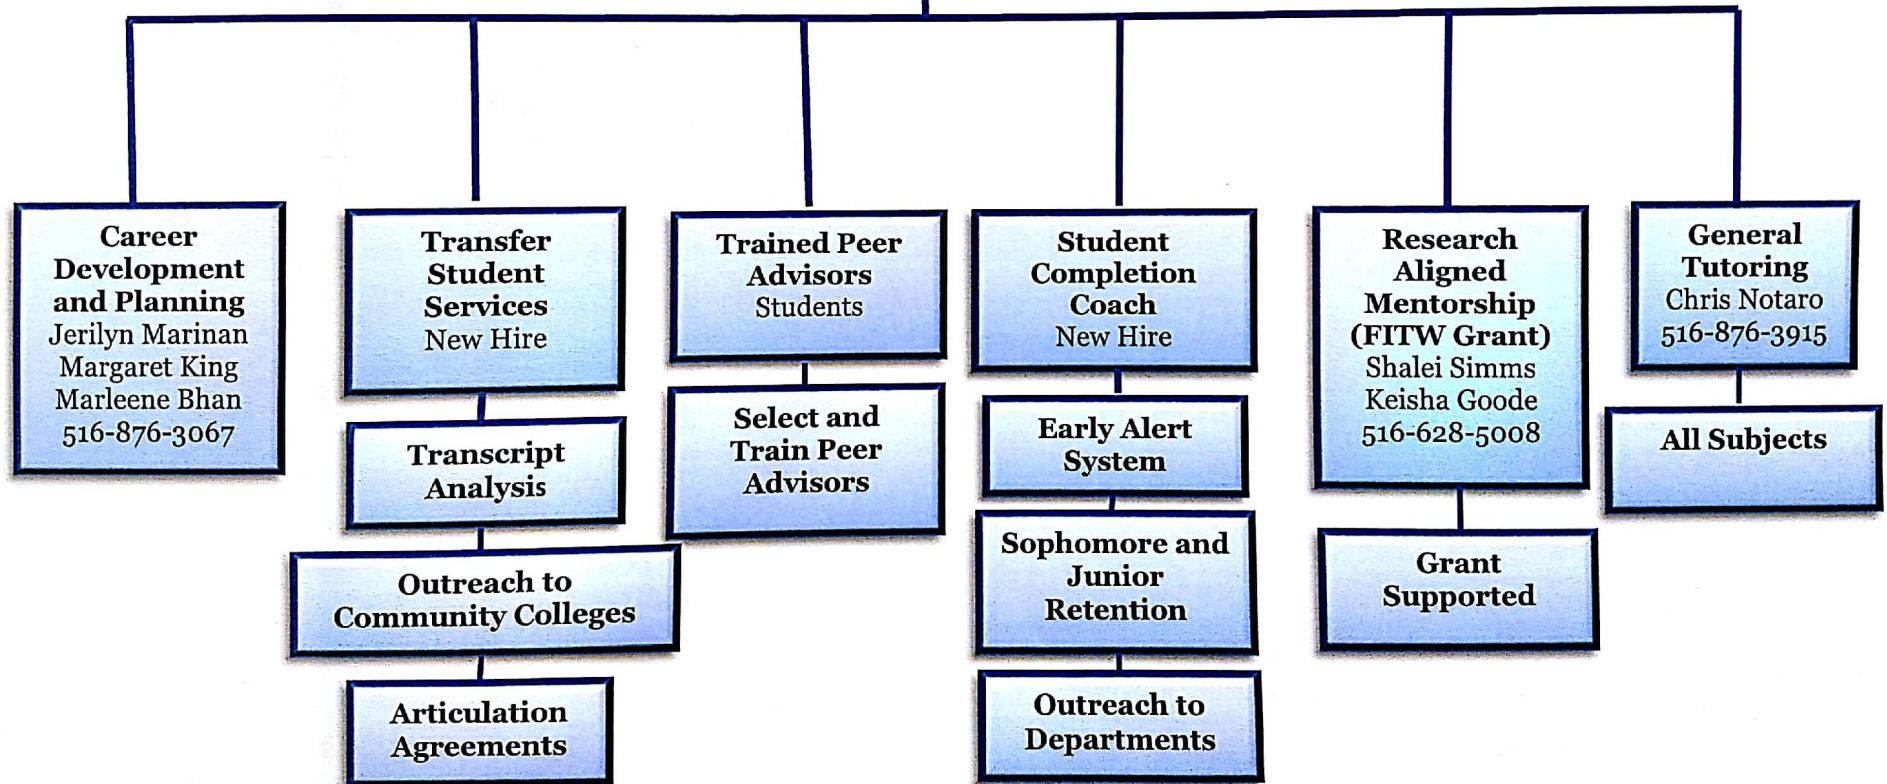 Career
Development
and Planning
Jerilyn Marinan
Margaret King
Marleene Bhan
516-876-3067
Transfer
Student
Services
New Hire
Transcript
Analysis
Outreach to
Community Colleges
Articulation
Agreements
Trained Peer
Advisors
Students
Select and
Train Peer
Advisors
Student
Completion
Coach
New Hire
Early Alert
System
Sophomore and
Junior
Retention
Outreach to
Departments
Research
Aligned
Mentorship
(FITW Grant)
Shalei Simms
Keisha Goode
516-628-5008
Grant
Supported
General
Tutoring
Chris Notaro
516-876-3915
All Subjects